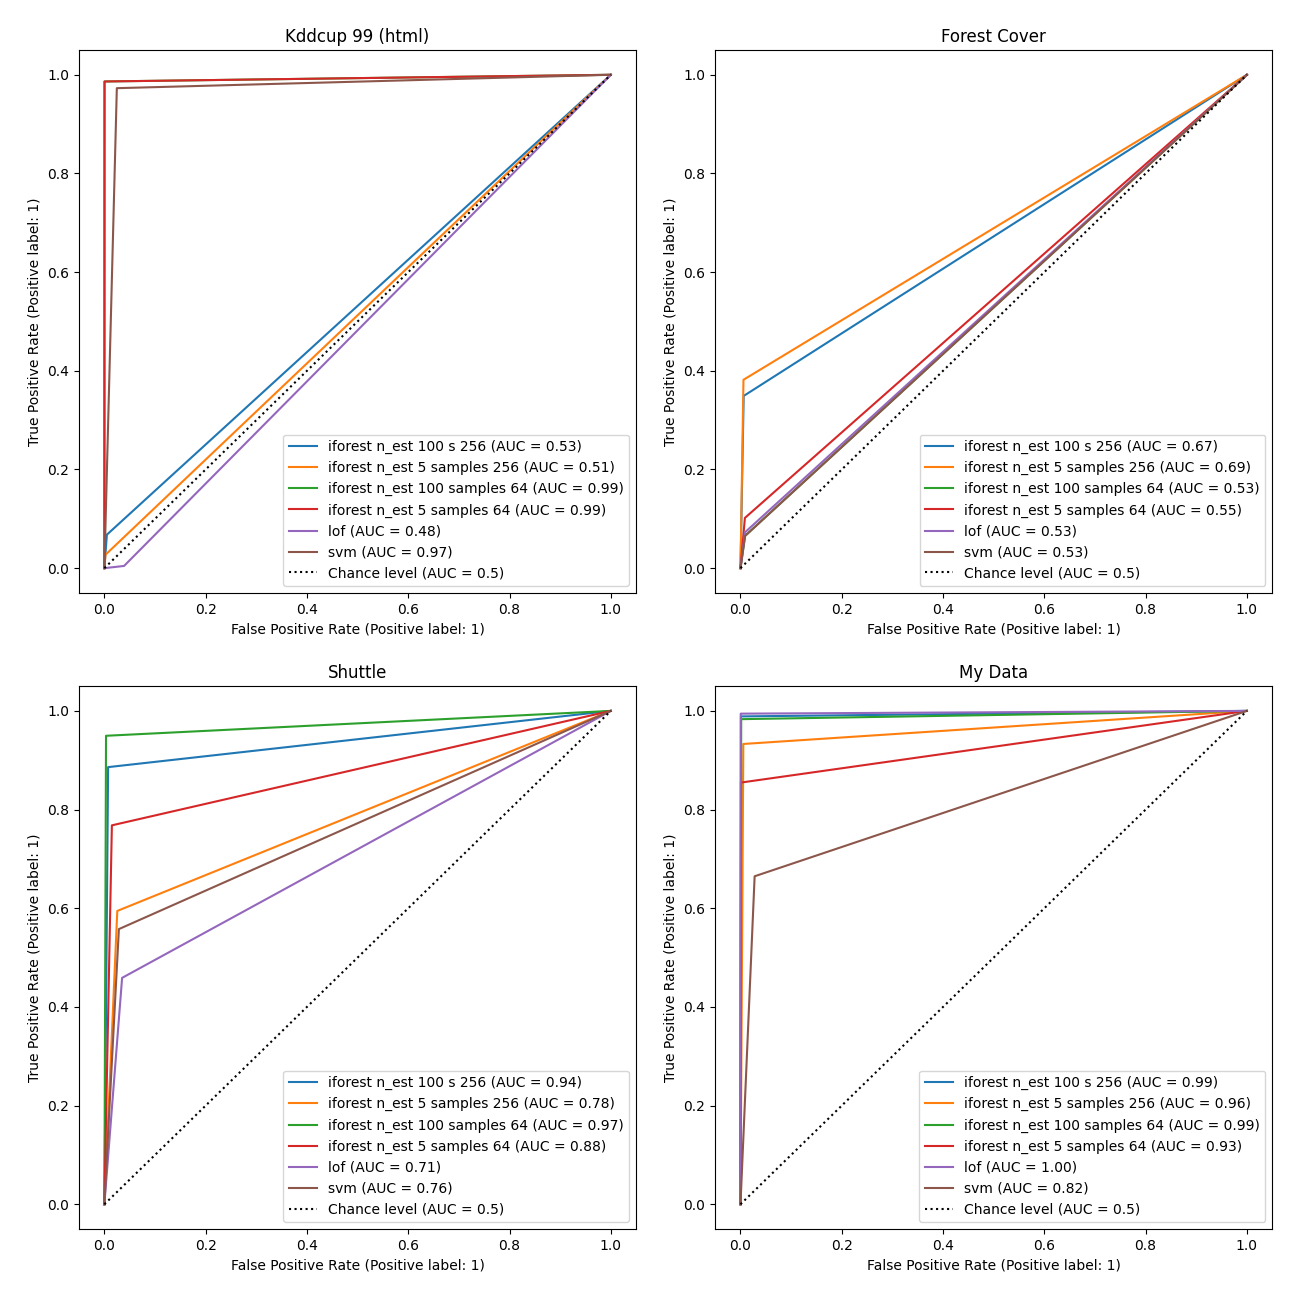 Kddcup 99 (html)
True Positive Rate (Positive label: 1)
1.0
0.8
0.6
0.4
0.2
0.0
iforest n_est 100 s 256 (AUC = 0.53)
iforest n_est 5 samples 256 (AUC = 0.51)
iforest n_est 100 samples 64 (AUC = 0.99)
iforest n_est 5 samples 64 (AUC = 0.99)
lof (AUC = 0.48)
svm (AUC = 0.97)
Chance level (AUC = 0.5)
0.0 0.2 0.4 0.6 0.8 1.0
False Positive Rate (Positive label: 1)
Forest Cover
True Positive Rate (Positive label: 1)
1.0
0.8
0.6
0.4
0.2
0.0
iforest n_est 100 s 256 (AUC = 0.67)
iforest n_est 5 samples 256 (AUC = 0.69)
iforest n_est 100 samples 64 (AUC = 0.53)
iforest n_est 5 samples 64 (AUC = 0.55)
lof (AUC = 0.53)
svm (AUC = 0.53)
Chance level (AUC = 0.5)
0.0 0.2 0.4 0.6 0.8 1.0
False Positive Rate (Positive label: 1)
Shuttle
True Positive Rate (Positive label: 1)
1.0
0.8
0.6
0.4
0.2
0.0
iforest n_est 100 s 256 (AUC = 0.94)
iforest n_est 5 samples 256 (AUC = 0.78)
iforest n_est 100 samples 64 (AUC = 0.97)
iforest n_est 5 samples 64 (AUC = 0.88)
lof (AUC = 0.71)
svm (AUC = 0.76)
Chance level (AUC = 0.5)
0.0 0.2 0.4 0.6 0.8 1.0
False Positive Rate (Positive label: 1)
My Data
True Positive Rate (Positive label: 1)
1.0
0.8
0.6
0.4
0.2
0.0
iforest n_est 100 s 256 (AUC = 0.99)
iforest n_est 5 samples 256 (AUC = 0.96)
iforest n_est 100 samples 64 (AUC = 0.99)
iforest n_est 5 samples 64 (AUC = 0.93)
lof (AUC = 1.00)
svm (AUC = 0.82)
Chance level (AUC = 0.5)
0.0 0.2 0.4 0.6 0.8 1.0
False Positive Rate (Positive label: 1)